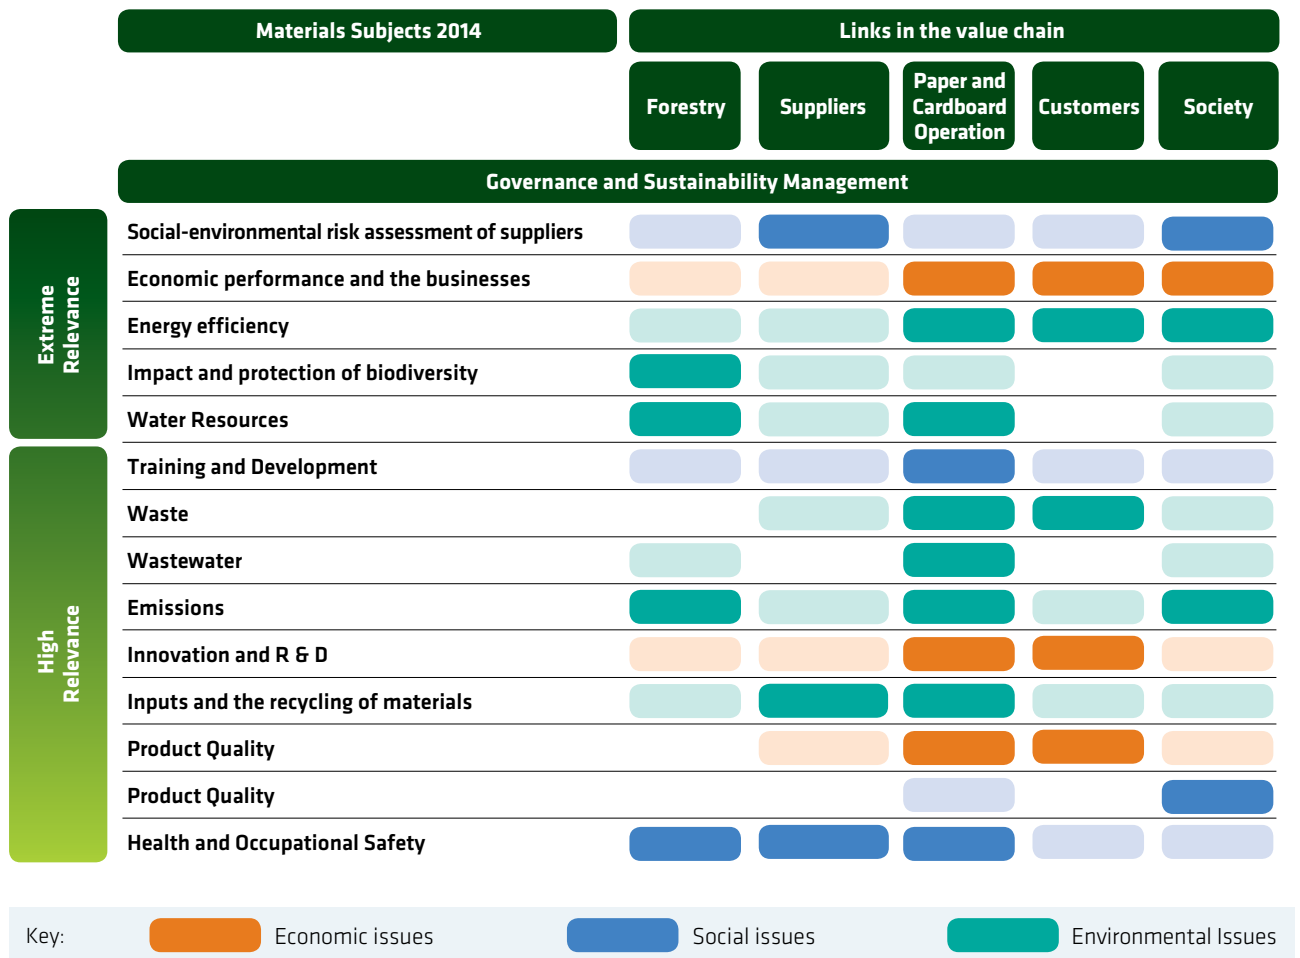 Materials Subjects 2014
Links in the value chain
Forestry
Suppliers
Paper and
Cardboard
Operation
Customers
Society
Governance and Sustainability Management
Extreme
Relevance
Social-environmental risk assessment of suppliers
Economic performance and the businesses
Energy efficiency
Impact and protection of biodiversity
Water Resources
High
Relevance
Training and Development
Waste
Wastewater
Emissions
Innovation and R & D
Inputs and the recycling of materials
Product Quality
Product Quality
Health and Occupational Safety
Key:
Economic issues
Social issues
Environmental Issues